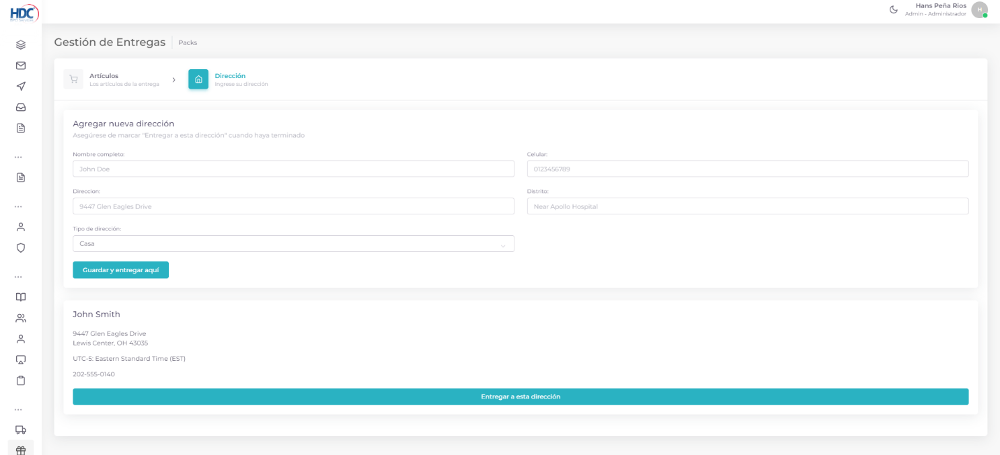 HDC
BPO Services
Hans Peña Rios
Admin - Administrador
H
Gestión de Entregas
Packs
Artículos
Los artículos de la entrega
Dirección
Ingrese su dirección
Agregar nueva dirección
Asegúrese de marcar "Entregar a esta dirección" cuando haya terminado
Nombre completo:
Celular:
John Doe
0123456789
Direccion:
Distrito:
9447 Glen Eagles Drive
Near Apollo Hospital
Tipo de dirección:
Casa
Guardar y entregar aquí
John Smith
9447 Glen Eagles Drive
Lewis Center, OH 43035
UTC-5: Eastern Standard Time (EST)
202-555-0140
Entregar a esta dirección